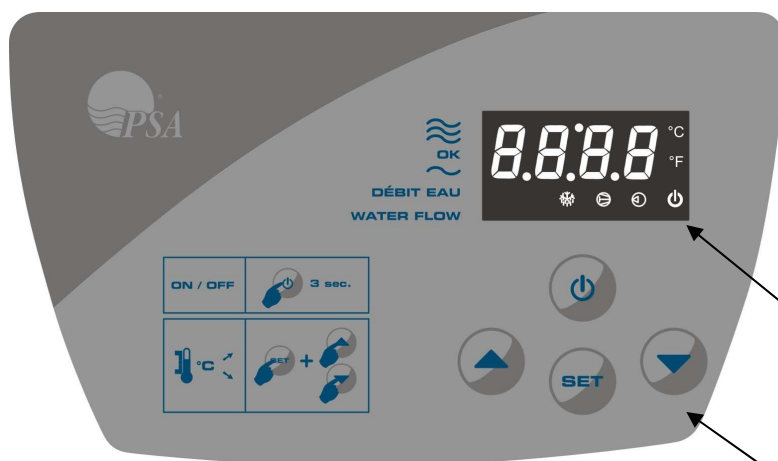 PSA
8.8.8.8
°C
°F
OK
DÉBIT EAU
WATER FLOW
ON / OFF
3 sec.
°C
SET
+
SET